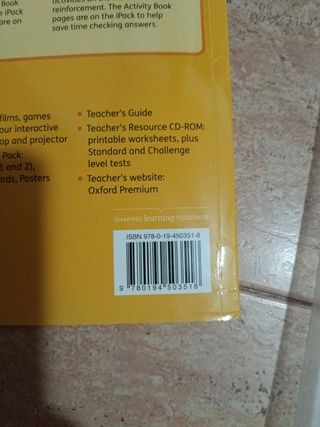 Book
e iPack
are on
activities on
reinforcement. The Activity Book
pages are on the iPack to help
save time checking answers.
films, games
our interactive
op and projector
Pack:
1 and 2),
ords, Posters
• Teacher's Guide
• Teacher's Resource CD-ROM:
printable worksheets, plus
Standard and Challenge
level tests
• Teacher's website:
Oxford Premium
SHAPING learning TOGETHER
ISBN 978-0-19-450351-8
9 780194 503518